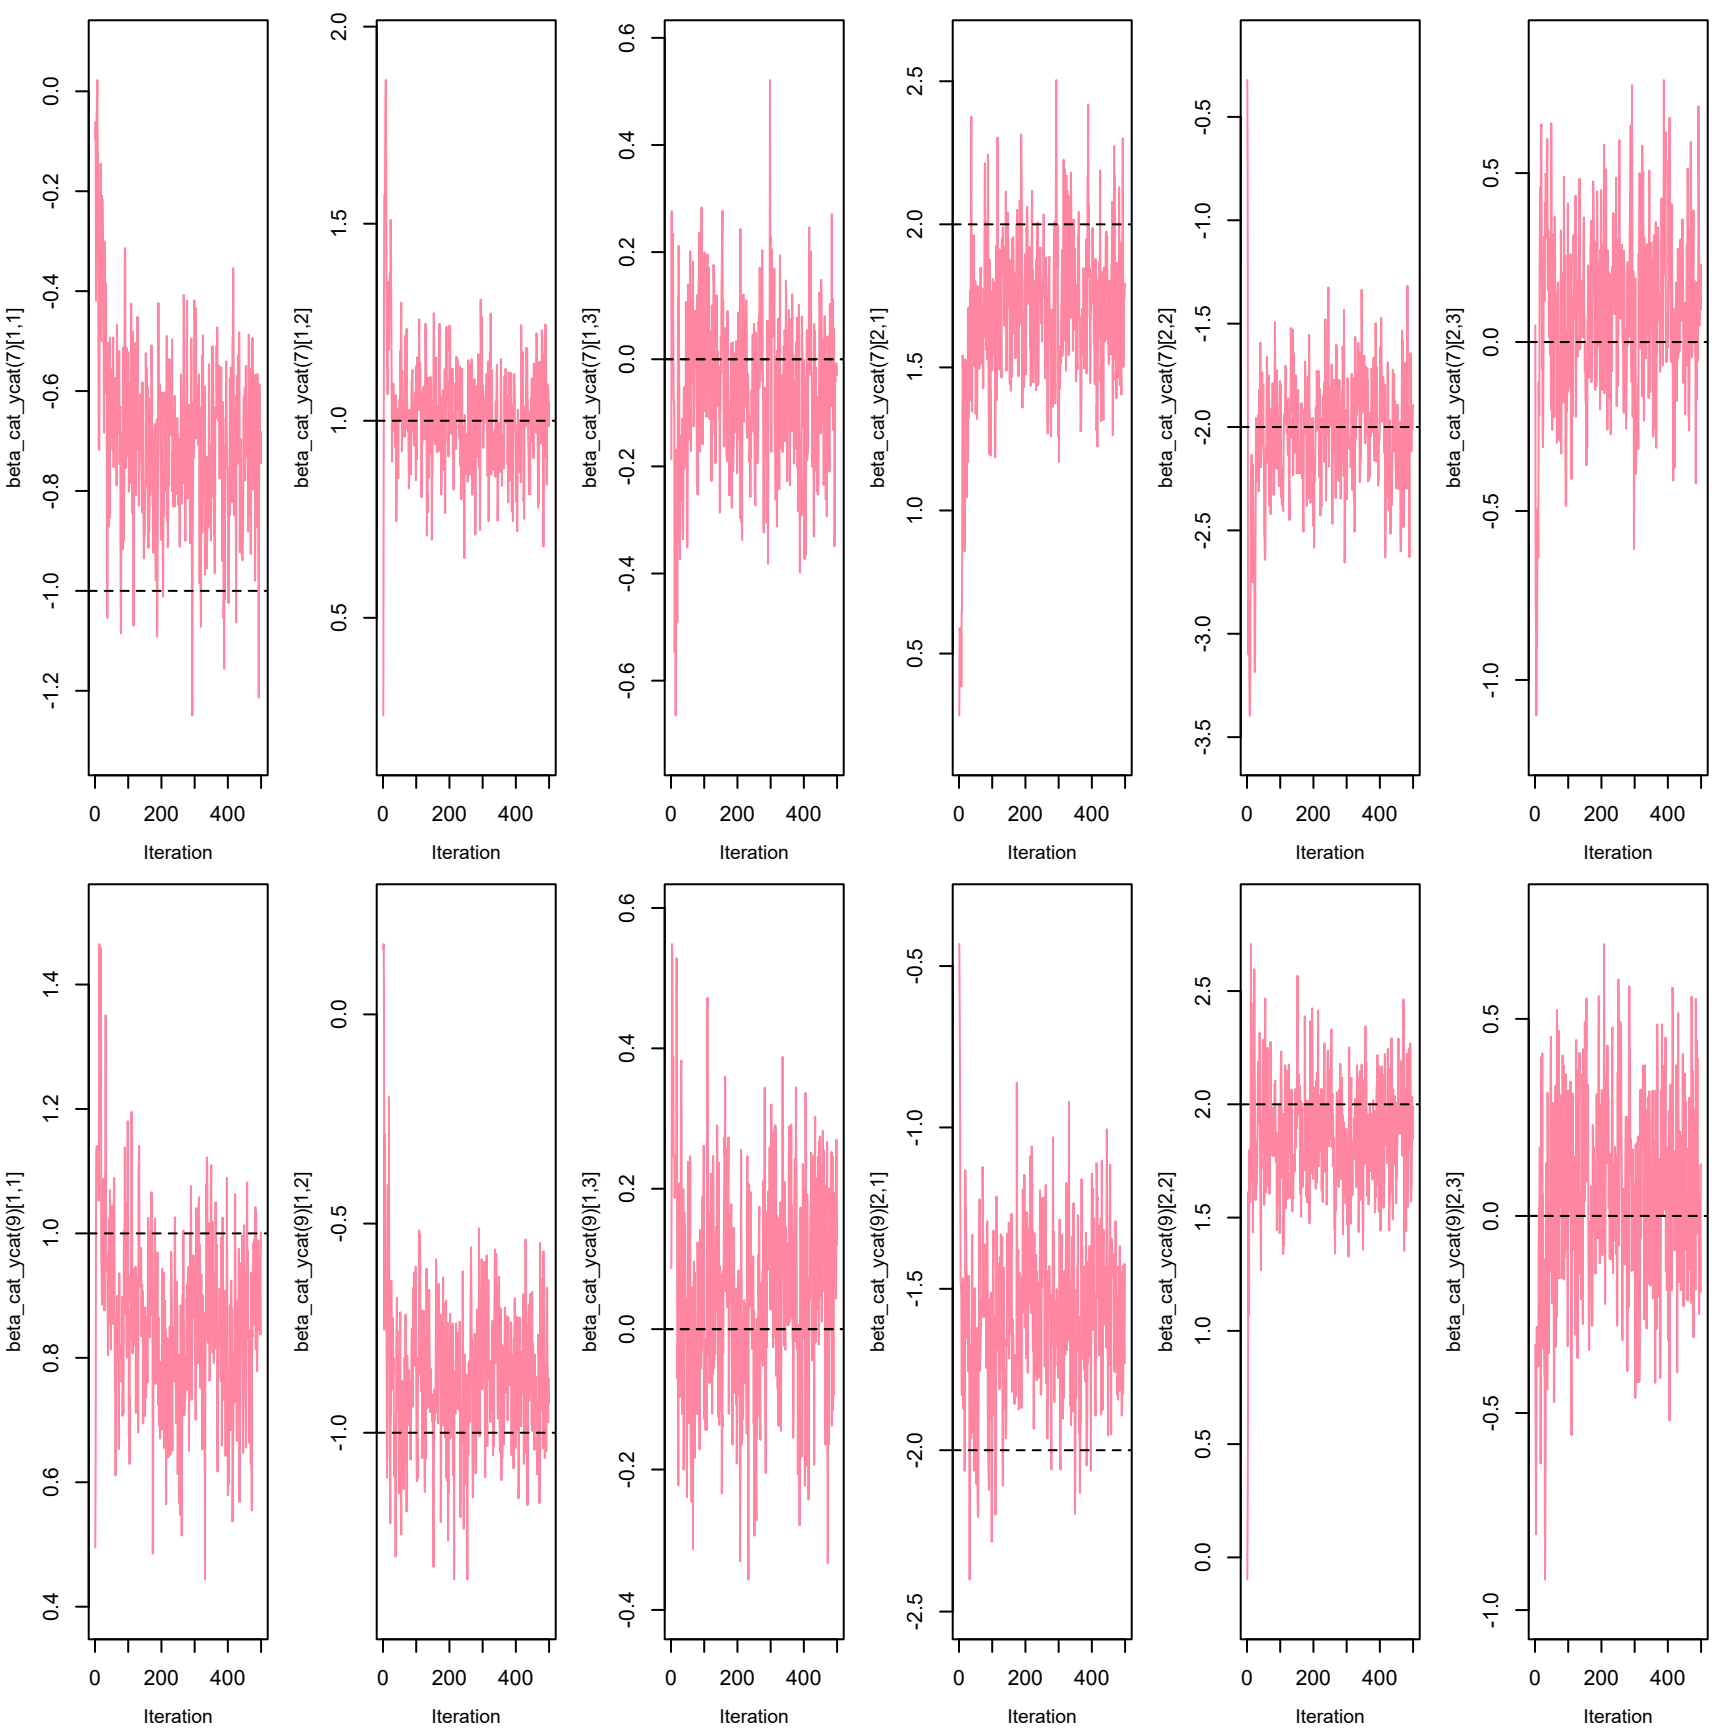 beta_cat_ycat(7)[1,1]
0.0
-0.2
-0.4
-0.6
-0.8
-1.0
-1.2
0 200 400
Iteration
beta_cat_ycat(7)[1,2]
2.0
1.5
1.0
0.5
0 200 400
Iteration
beta_cat_ycat(7)[1,3]
0.6
0.4
0.2
0.0
-0.2
-0.4
-0.6
0 200 400
Iteration
beta_cat_ycat(7)[2,1]
2.5
2.0
1.5
1.0
0.5
0 200 400
Iteration
beta_cat_ycat(7)[2,2]
-0.5
-1.0
-1.5
-2.0
-2.5
-3.0
-3.5
0 200 400
Iteration
beta_cat_ycat(7)[2,3]
0.5
0.0
-0.5
-1.0
0 200 400
Iteration
beta_cat_ycat(9)[1,1]
1.4
1.2
1.0
0.8
0.6
0.4
0 200 400
Iteration
beta_cat_ycat(9)[1,2]
0.0
-0.5
-1.0
0 200 400
Iteration
beta_cat_ycat(9)[1,3]
0.6
0.4
0.2
0.0
-0.2
-0.4
0 200 400
Iteration
beta_cat_ycat(9)[2,1]
-0.5
-1.0
-1.5
-2.0
-2.5
0 200 400
Iteration
beta_cat_ycat(9)[2,2]
2.5
2.0
1.5
1.0
0.5
0.0
0 200 400
Iteration
beta_cat_ycat(9)[2,3]
0.5
0.0
-0.5
-1.0
0 200 400
Iteration